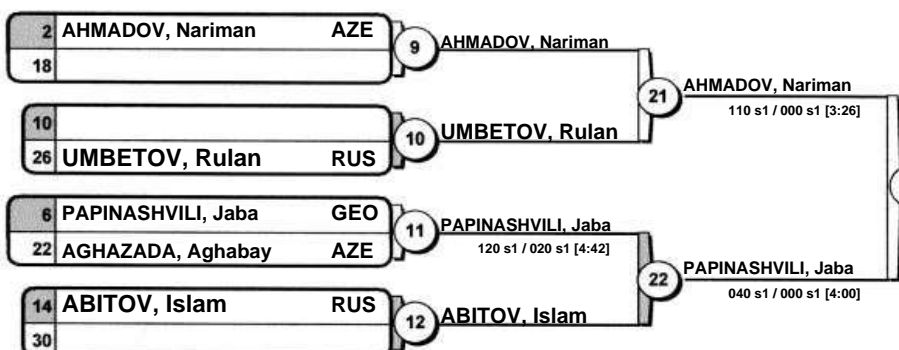 2 AHMADOV, Nariman AZE
18
9 AHMADOV, Nariman
10
26 UMBETOV, Rulan RUS
10 UMBETOV, Rulan
21 AHMADOV, Nariman
110 s1 / 000 s1 [3:26]
6 PAPINASHVILI, Jaba GEO
22 AGHAZADA, Aghabay AZE
11 PAPINASHVILI, Jaba
120 s1 / 020 s1 [4:42]
14 ABITOV, Islam RUS
30
12 ABITOV, Islam
22 PAPINASHVILI, Jaba
040 s1 / 000 s1 [4:00]